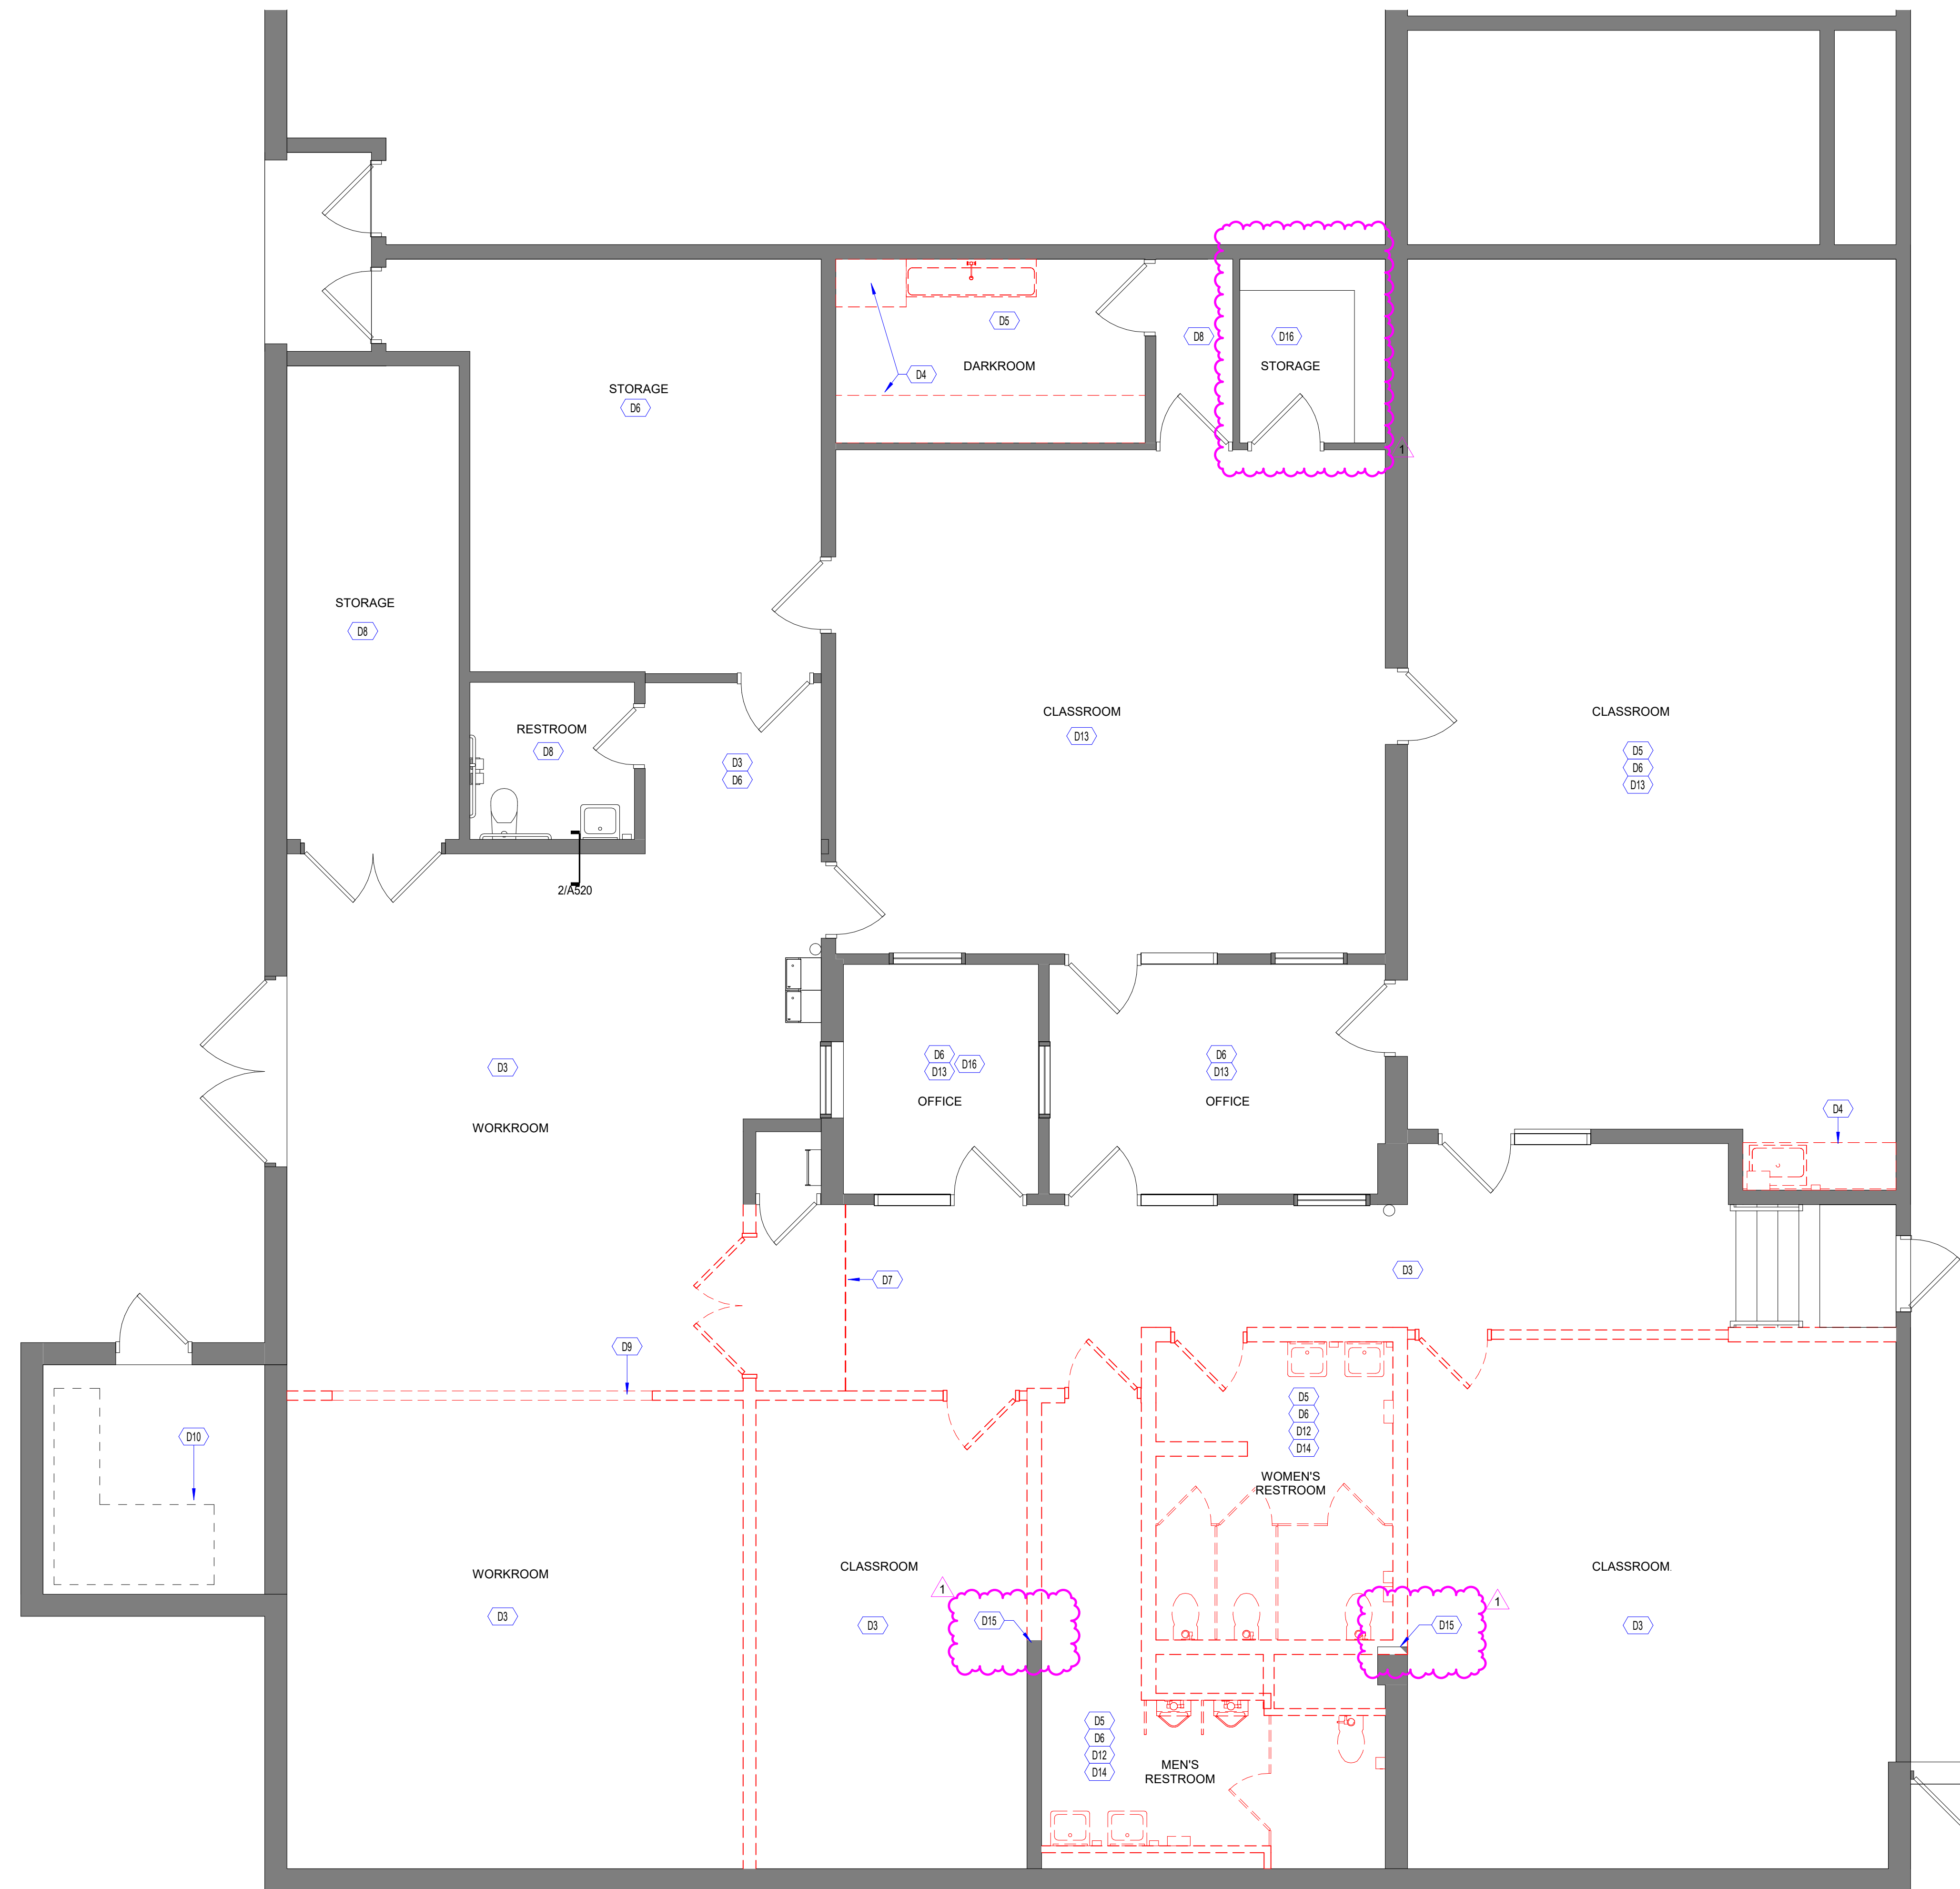 D5
D8
D16
STORAGE
DARKROOM
D4
STORAGE
D6
1
STORAGE
D8
CLASSROOM
D13
CLASSROOM
D5
D6
D13
RESTROOM
D8
D3
D6
2/A520
D3
D6
D13
D16
OFFICE
D6
D13
OFFICE
WORKROOM
D4
D7
D3
D9
D5
D6
D12
D14
WOMEN'S
RESTROOM
D10
WORKROOM
D3
CLASSROOM
D3
1
D15
D15
1
CLASSROOM
D3
D5
D6
D12
D14
MEN'S
RESTROOM